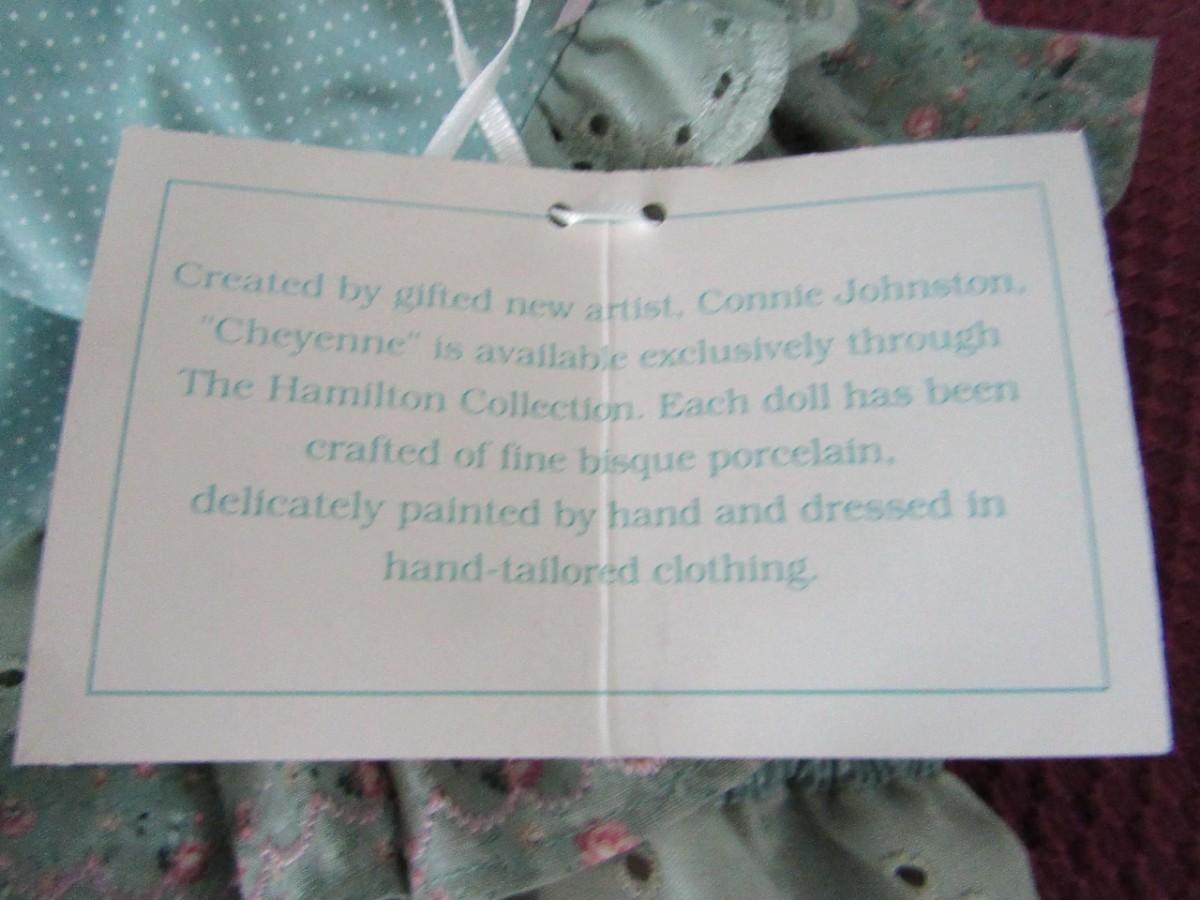 Created by gifted new artist, Connie Johnston,
"Cheyenne" is available exclusively through
The Hamilton Collection. Each doll has been
crafted of fine bisque porcelain,
delicately painted by hand and dressed in
hand-tailored clothing.